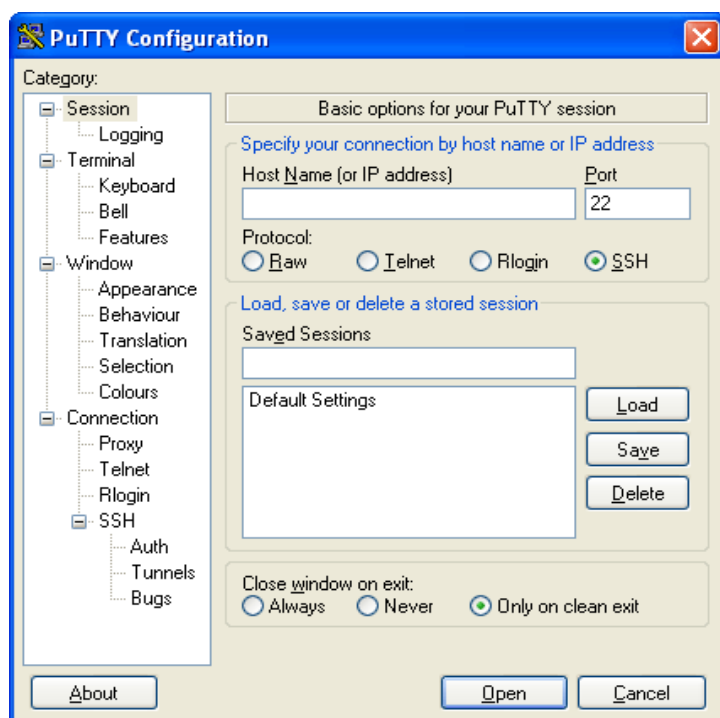 PuTTY Configuration
Category:
Session
Logging
Terminal
Keyboard
Bell
Features
Window
Appearance
Behaviour
Translation
Selection
Colours
Connection
Proxy
Telnet
Rlogin
SSH
Auth
Tunnels
Bugs
Basic options for your PuTTY session
Specify your connection by host name or IP address
Host Name (or IP address) Port
22
Protocol:
Raw Telnet Rlogin SSH
Load, save or delete a stored session
Saved Sessions
Default Settings
Load
Save
Delete
Close window on exit:
Always Never Only on clean exit
About Open Cancel